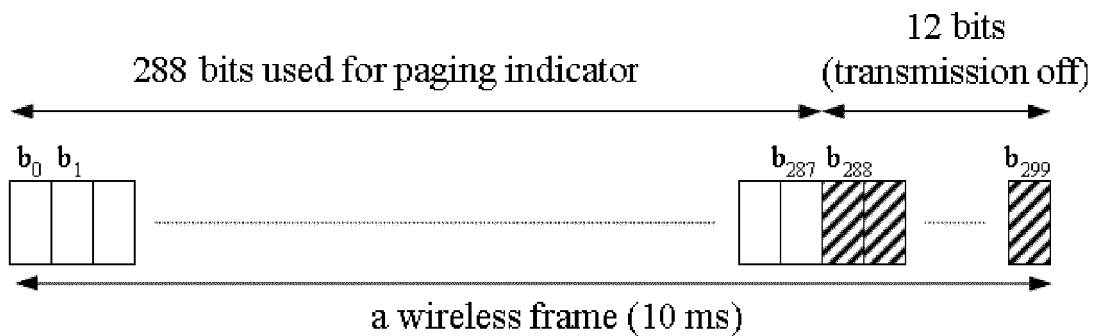 12 bits
288 bits used for paging indicator
(transmission off)
b0 b1 b287 b288 b299
a wireless frame (10 ms)